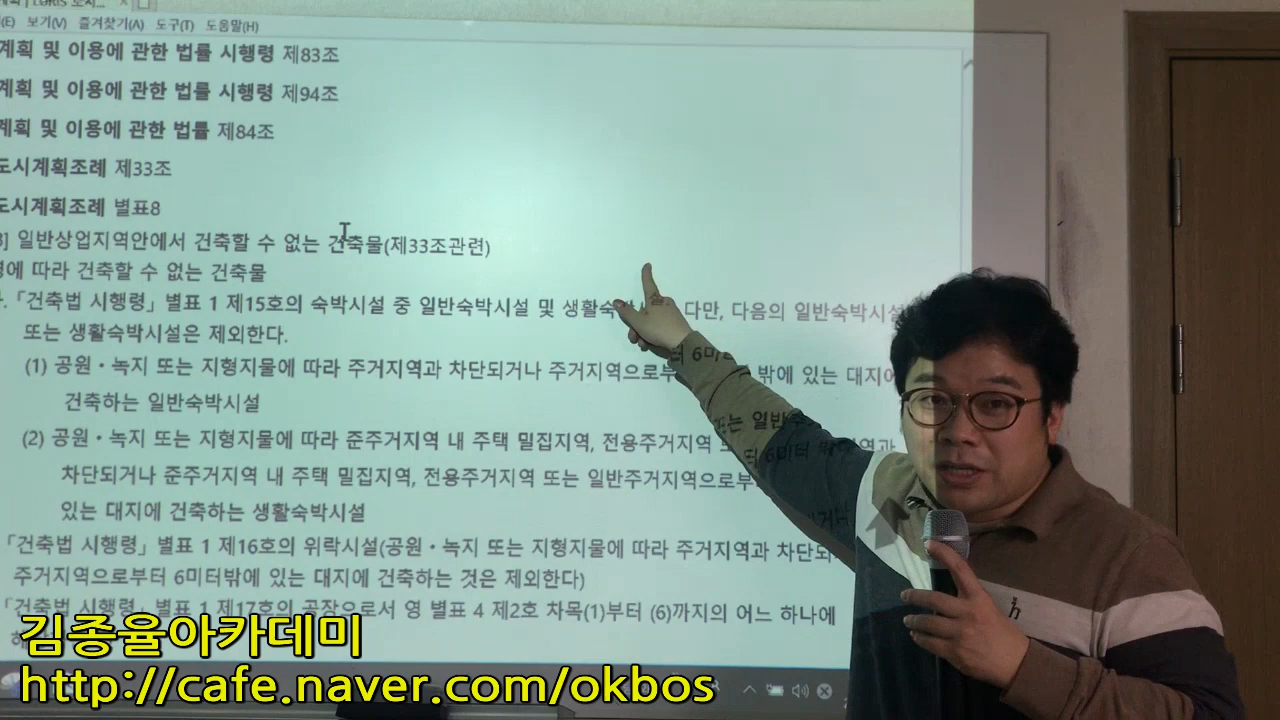 보기(V) 즐겨찾기(A) 도구(T) 도움말(H)
계획 및 이용에 관한 법률 시행령 제83조
계획 및 이용에 관한 법률 시행령 제94조
계획 및 이용에 관한 법률 제84조
도시계획조례 제33조
도시계획조례 별표8
일반상업지역안에서 건축할 수 없는 건축물(제33조관련)
에 따라 건축할 수 없는 건축물
「건축법 시행령」 별표 1 제15호의 숙박시설 중 일반숙박시설 및 다만, 다음의 일반숙박시설
또는 생활숙박시설은 제외한다.
(1) 공원·녹지 또는 지형지물에 따라 주거지역과 차단되거나 주거지역으로부터 6미터 밖에 있는 대지에
건축하는 일반숙박시설
(2) 공원·녹지 또는 지형지물에 따라 준주거지역 내 주택 밀집지역, 전용주거지역 또는
차단되거나 준주거지역 내 주택 밀집지역, 전용주거지역 또는 일반주거지역으로부터
있는 대지에 건축하는 생활숙박시설
「건축법 시행령」 별표 1 제16호의 위락시설(공원·녹지 또는 지형지물에 따라 주거지역과
주거지역으로부터 6미터밖에 있는 대지에 건축하는 것은 제외한다)
「건축법 시행령」 별표 1 제17호의 공장으로서 영 별표 4 제2호 차목(1)부터 (6)까지의 어느 하나에
김종율아카데미
http://cafe.naver.com/okbos